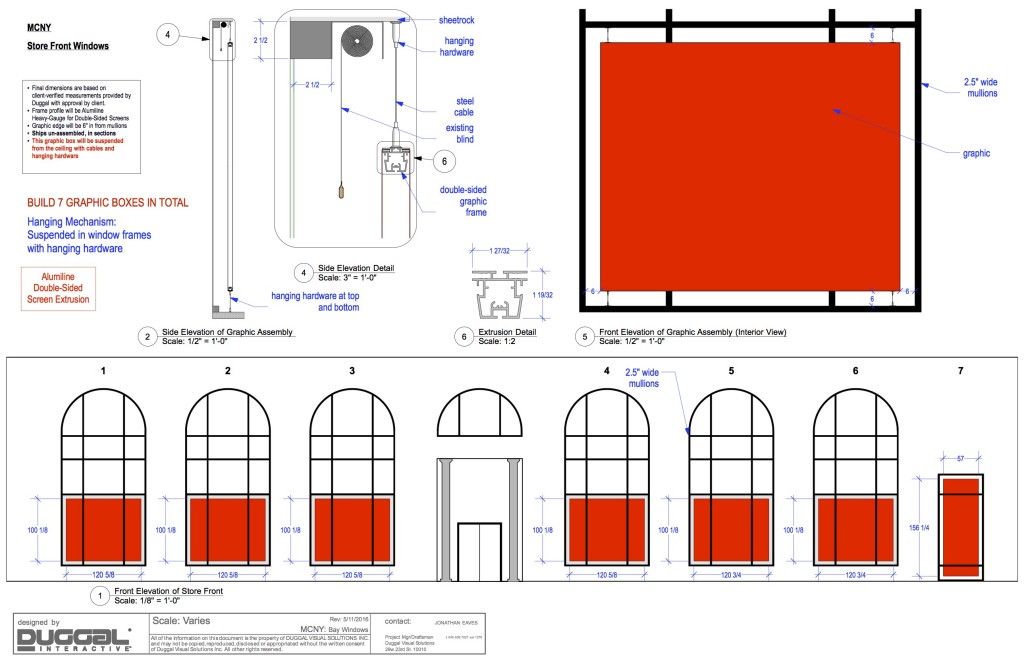 MCNY
Store Front Windows
• Final dimensions are based on
client-verified measurements provided by
Duggal with approval by client.
• Frame profile will be Alumiline
Heavy-Gauge for Double-Sided Screens
• Graphic edge will be 6" in from mullions
• Ships un-assembled, in sections
• This graphic box will be suspended
from the ceiling with cables and
hanging hardware
BUILD 7 GRAPHIC BOXES IN TOTAL
Hanging Mechanism:
Suspended in window frames
with hanging hardware
Alumiline
Double-Sided
Screen Extrusion
4
hanging hardware at top
and bottom
2
Side Elevation of Graphic Assembly
Scale: 1/2" = 1'-0"
2 1/2
2 1/2
sheetrock
hanging
hardware
steel
cable
existing
blind
6
double-sided
graphic
frame
4
Side Elevation Detail
Scale: 3" = 1'-0"
1 27/32
1 19/32
6
Extrusion Detail
Scale: 1:2
6
2.5" wide
mullions
graphic
6
6
6
5
Front Elevation of Graphic Assembly (Interior View)
Scale: 1/2" = 1'-0"
1
2
3
4
2.5" wide
mullions
5
6
7
57
100 1/8
100 1/8
100 1/8
100 1/8
100 1/8
100 1/8
156 1/4
120 5/8
120 5/8
120 5/8
120 5/8
120 3/4
120 3/4
1
Front Elevation of Store Front
Scale: 1/8" = 1'-0"
designed by
DUGGAL
INTERACTIVE
Scale: Varies
Rev: 5/11/2016
MCNY: Bay Windows
All of the information on this document is the property of DUGGAL VISUAL SOLUTIONS INC.
and may not be copied, reproduced, disclosed or appropriated without the written consent
of Duggal Visual Solutions Inc. All other rights reserved.
contact:
JONATHAN EAVES
Project Mgr/Draftsman
Duggal Visual Solutions
29w 23rd St. 10010